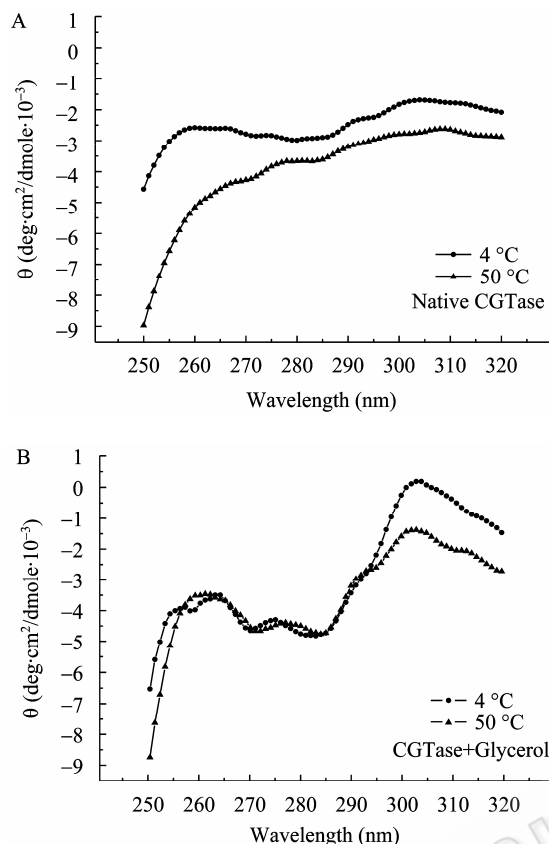 A
1
0
−1
−2
−3
−4
−5
−6
−7
−8
−9
θ (deg·cm²/dmole·10⁻³)
4 °C
50 °C
Native CGTase
250 260 270 280 290 300 310 320
Wavelength (nm)
B
1
0
−1
−2
−3
−4
−5
−6
−7
−8
−9
θ (deg·cm²/dmole·10⁻³)
4 °C
50 °C
CGTase+Glycerol
250 260 270 280 290 300 310 320
Wavelength (nm)